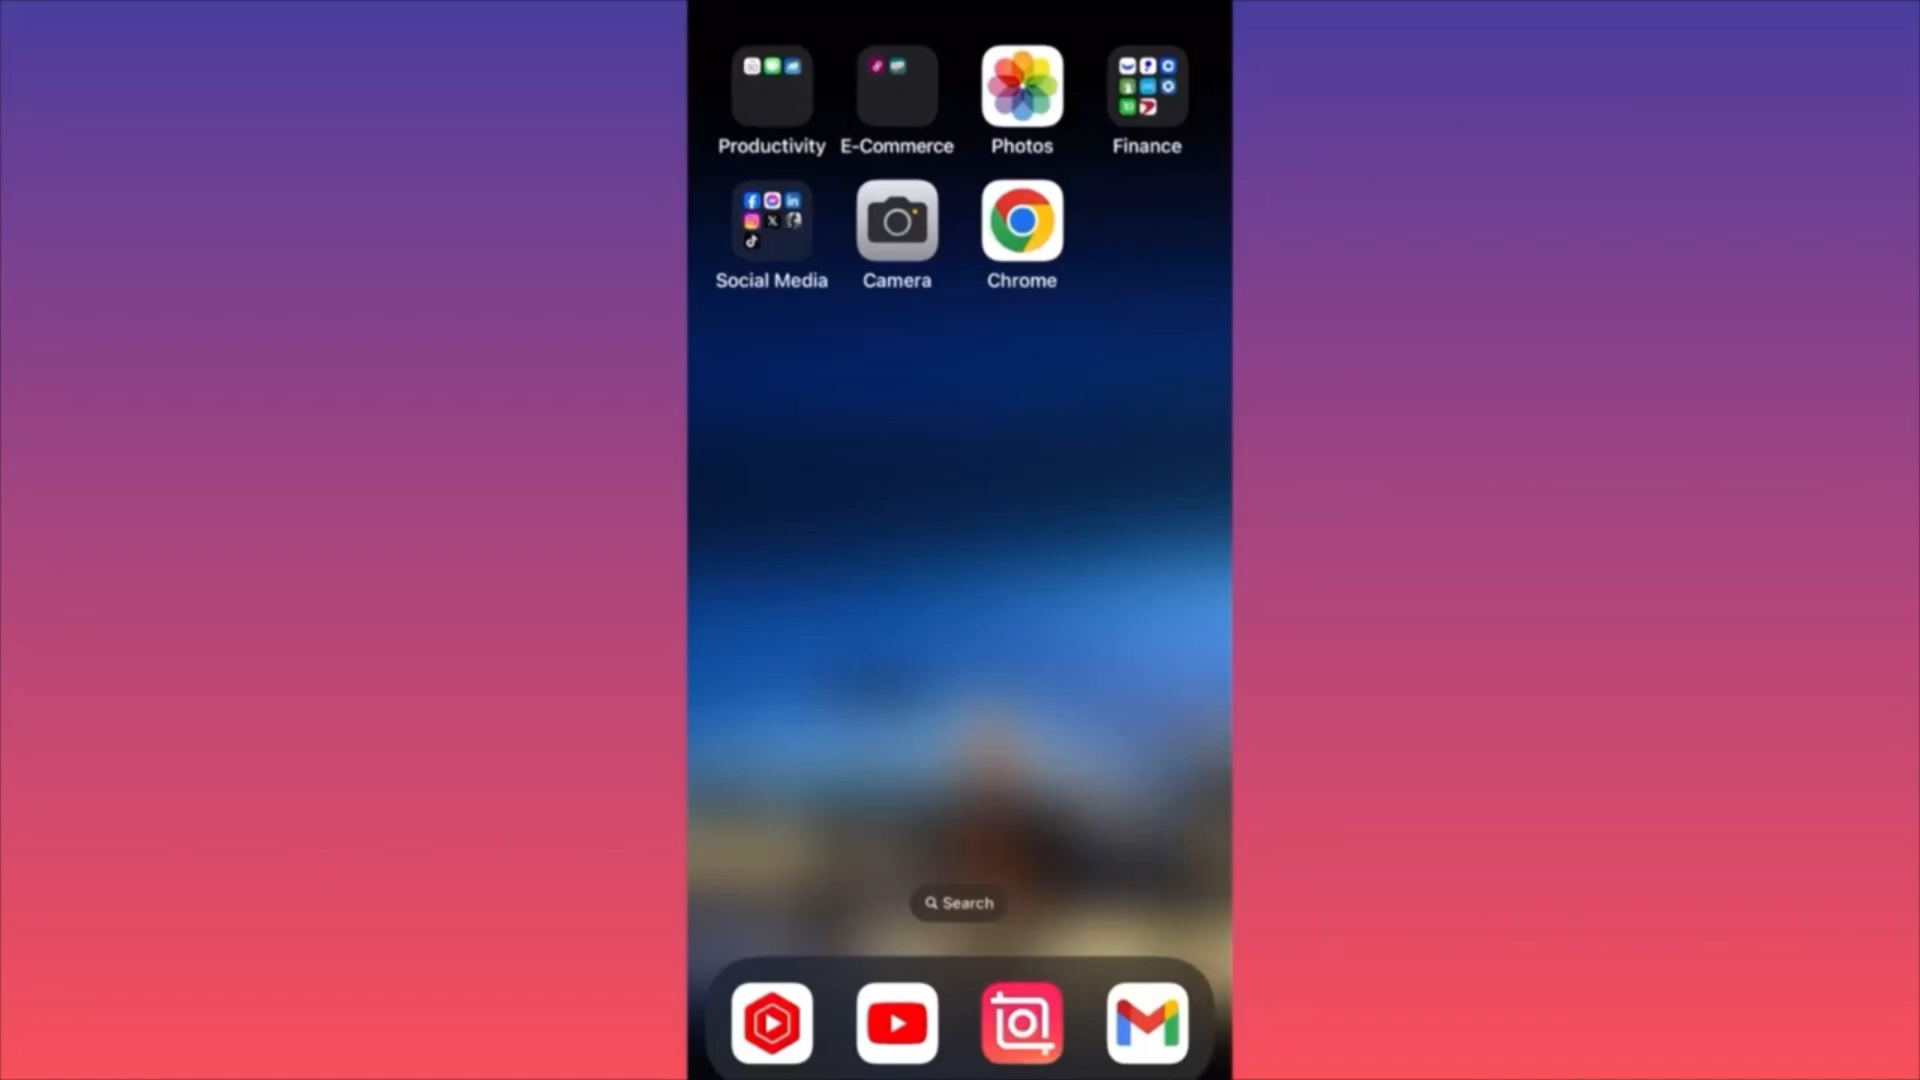 Productivity E-Commerce Photos Finance
Social Media Camera Chrome
Search